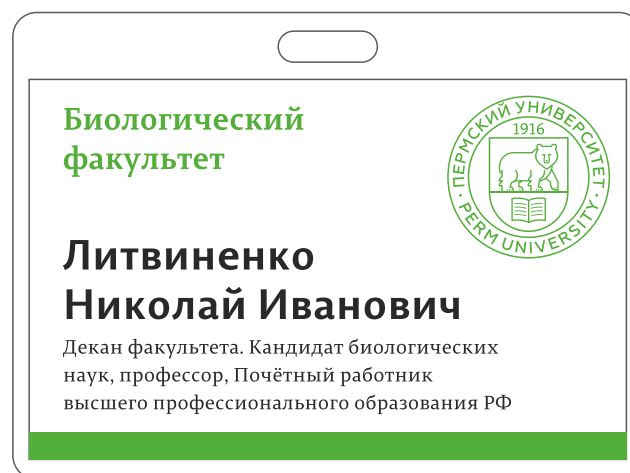 Биологический
факультет
ПЕРМСКИЙ УНИВЕРСИТЕТ
1916
PERM UNIVERSITY
Литвиненко
Николай Иванович
Декан факультета. Кандидат биологических
наук, профессор, Почётный работник
высшего профессионального образования РФ